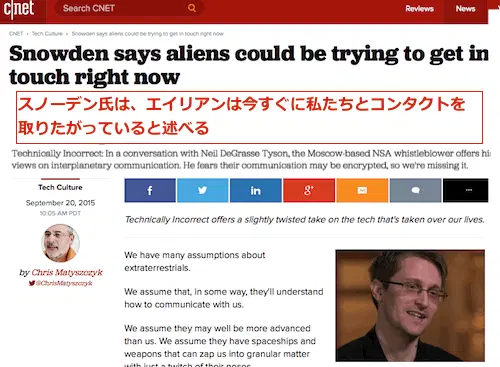 c|net
Search CNET
Reviews
News
CNET › Tech Culture › Snowden says aliens could be trying to get in touch right now
Snowden says aliens could be trying to get in
touch right now
スノーデン氏は、エイリアンは今すぐに私たちとコンタクトを
取りたがっていると述べる
Technically Incorrect: In a conversation with Neil DeGrasse Tyson, the Moscow-based NSA whistleblower offers his
views on interplanetary communication. He fears their communication may be encrypted, so we're missing it.
Tech Culture
September 20, 2015
10:05 AM PDT
by Chris Matyszczyk
@ChrisMatyszczyk
Technically Incorrect offers a slightly twisted take on the tech that's taken over our lives.
We have many assumptions about
extraterrestrials.
We assume that, in some way, they'll understand
how to communicate with us.
We assume they may well be more advanced
than us. We assume they have spaceships and
weapons that can zap us into granular matter
with just a twitch of their noses.